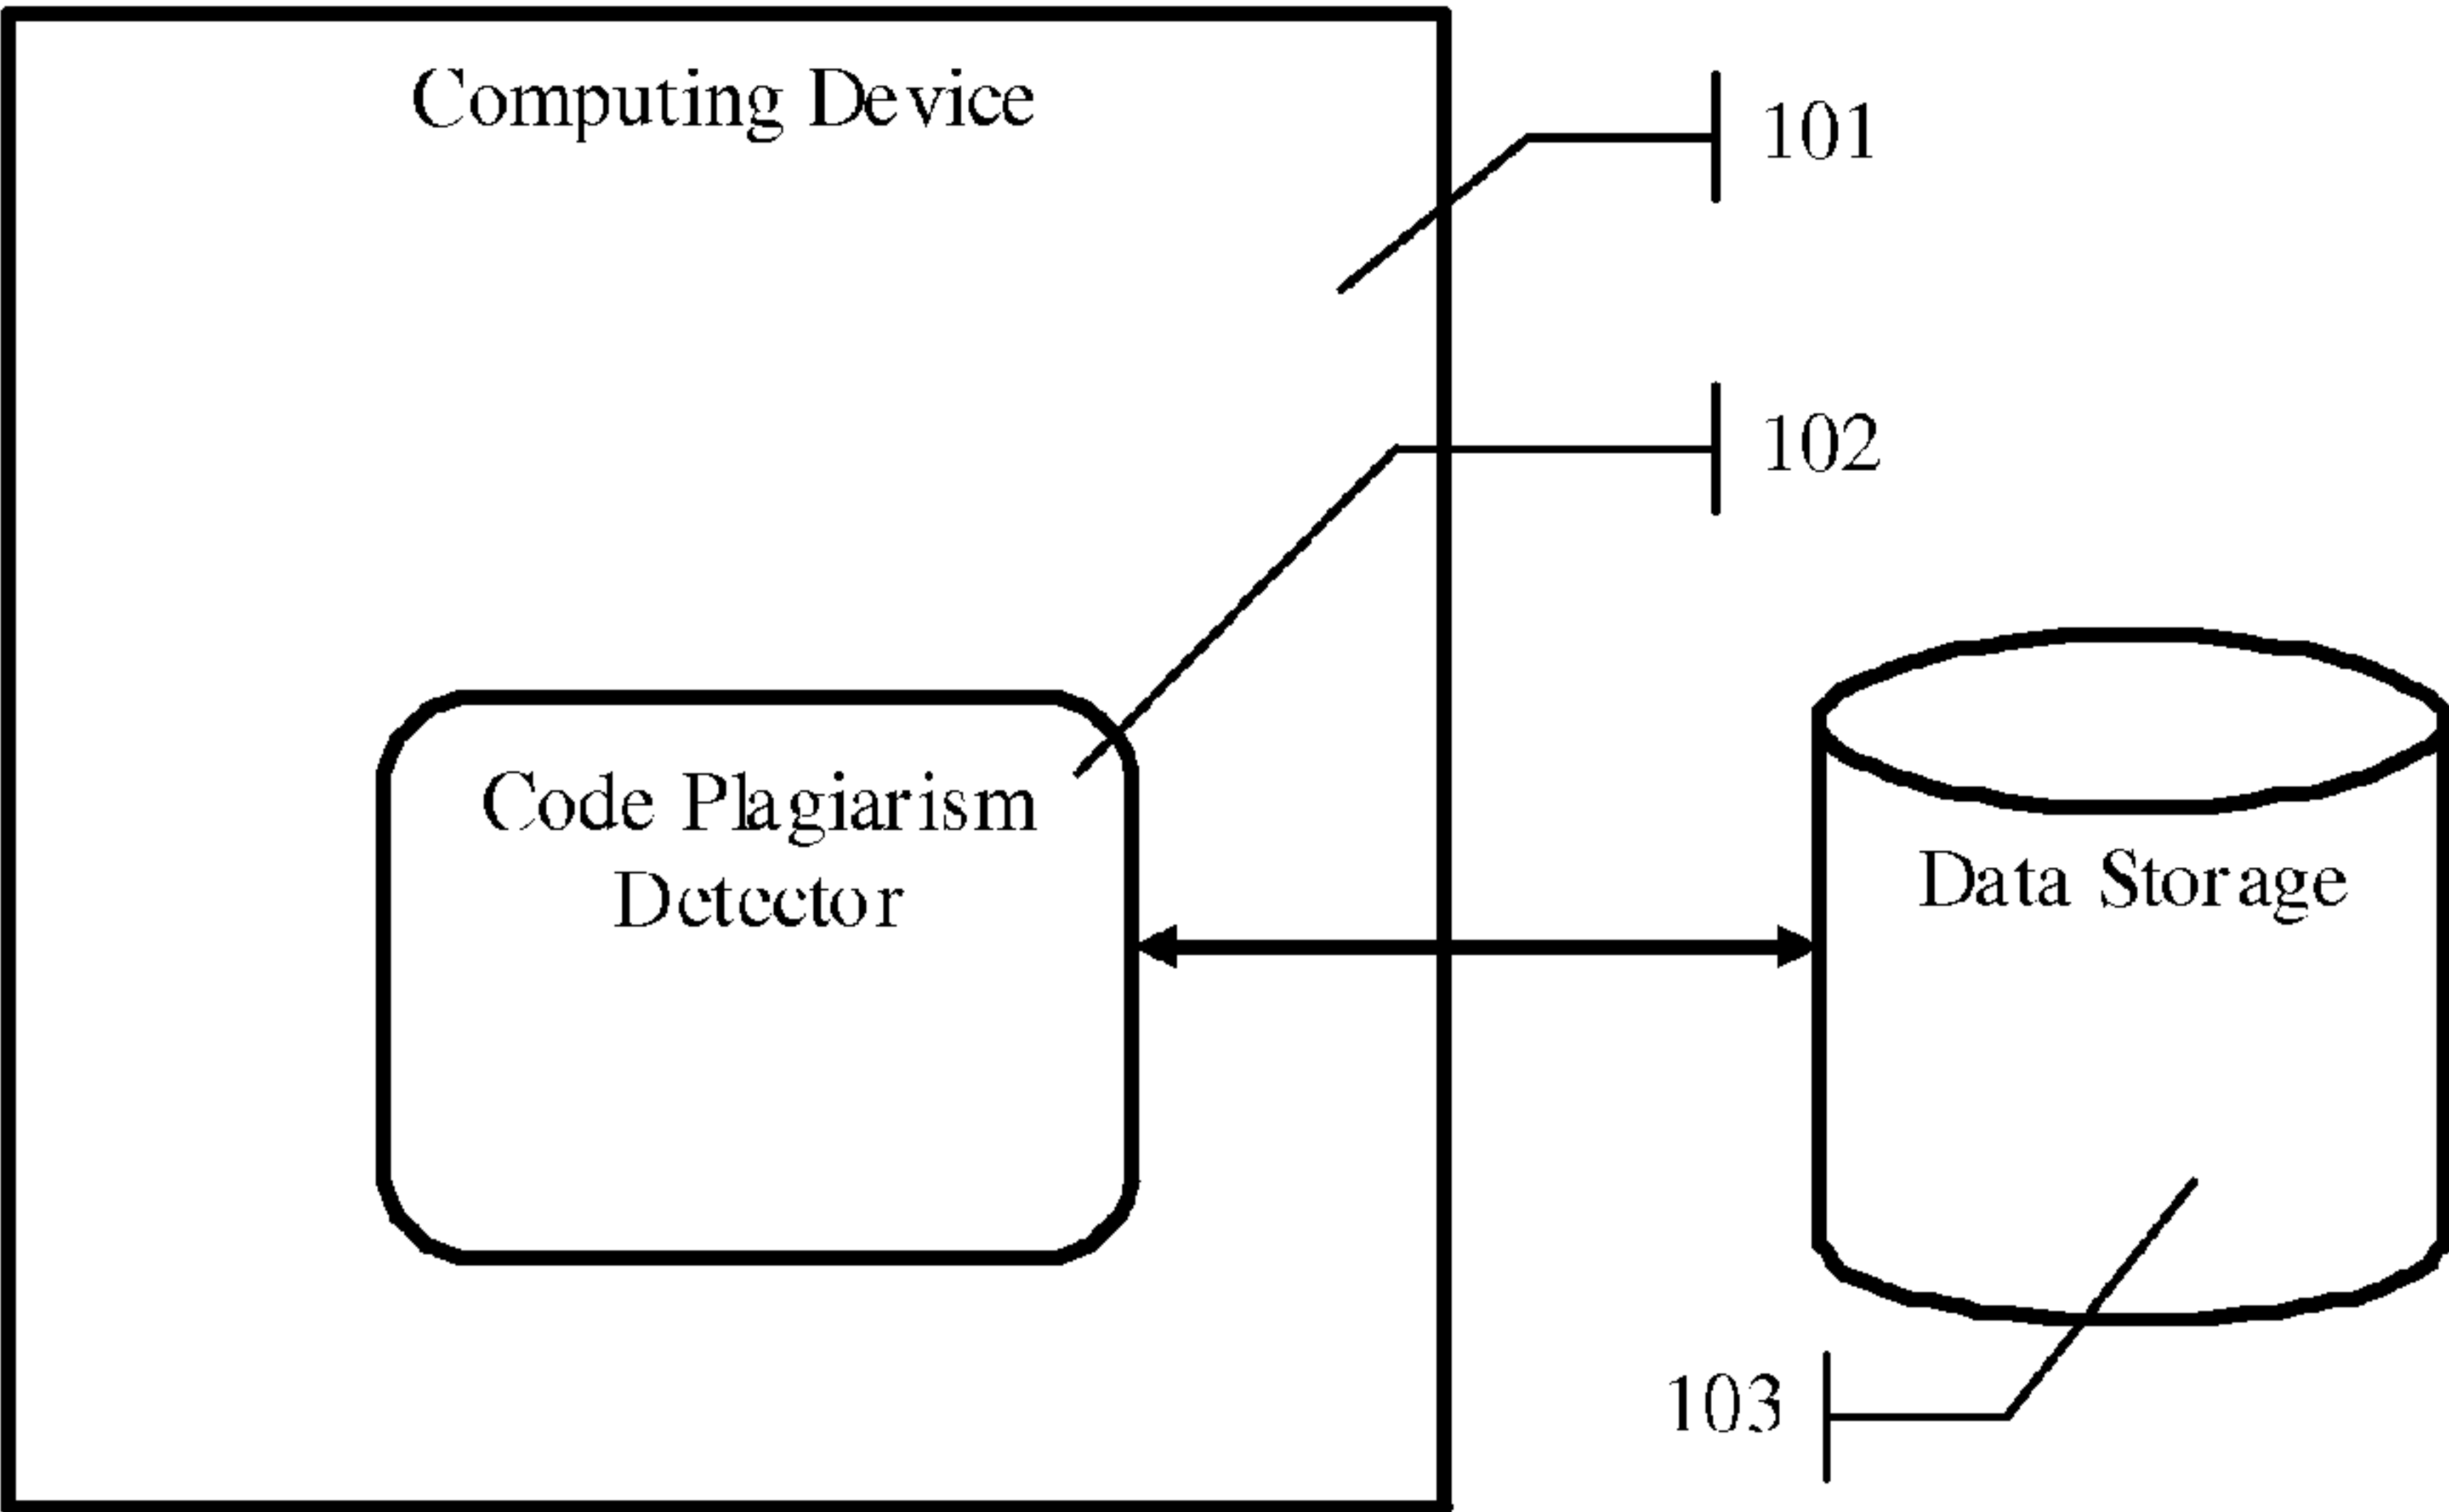 Computing Device
101
102
Code Plagiarism
Detector
Data Storage
103